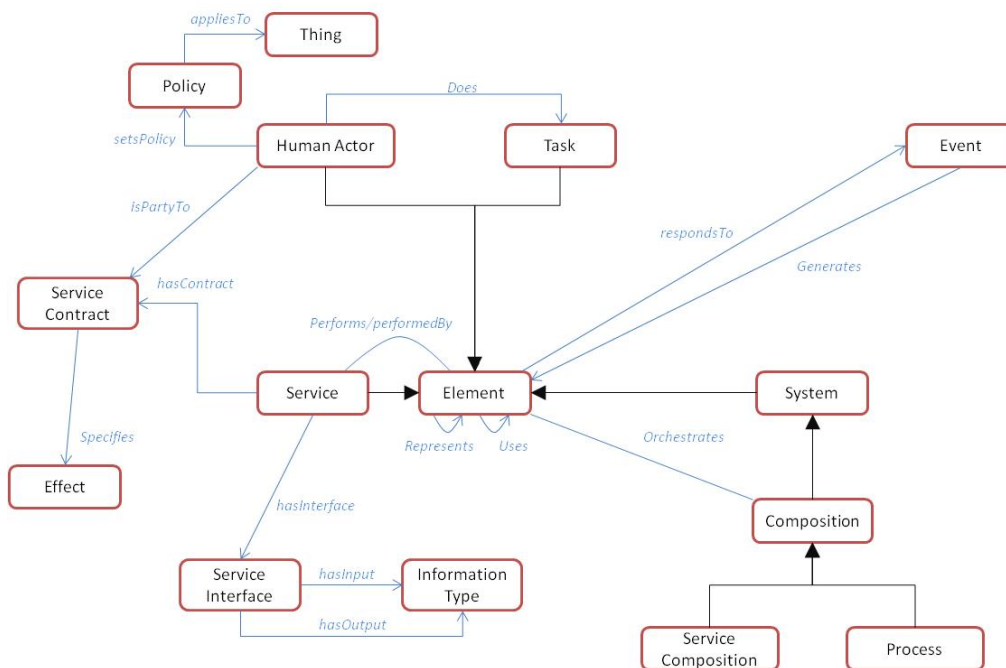 appliesTo
Thing
Policy
Does
setsPolicy
Human Actor
Task
Event
isPartyTo
respondsTo
Generates
hasContract
Service
Contract
Performs/performedBy
Service
Element
System
Specifies
Represents
Uses
Orchestrates
Effect
hasInterface
Composition
Service
Interface
hasInput
Information
Type
hasOutput
Service
Composition
Process